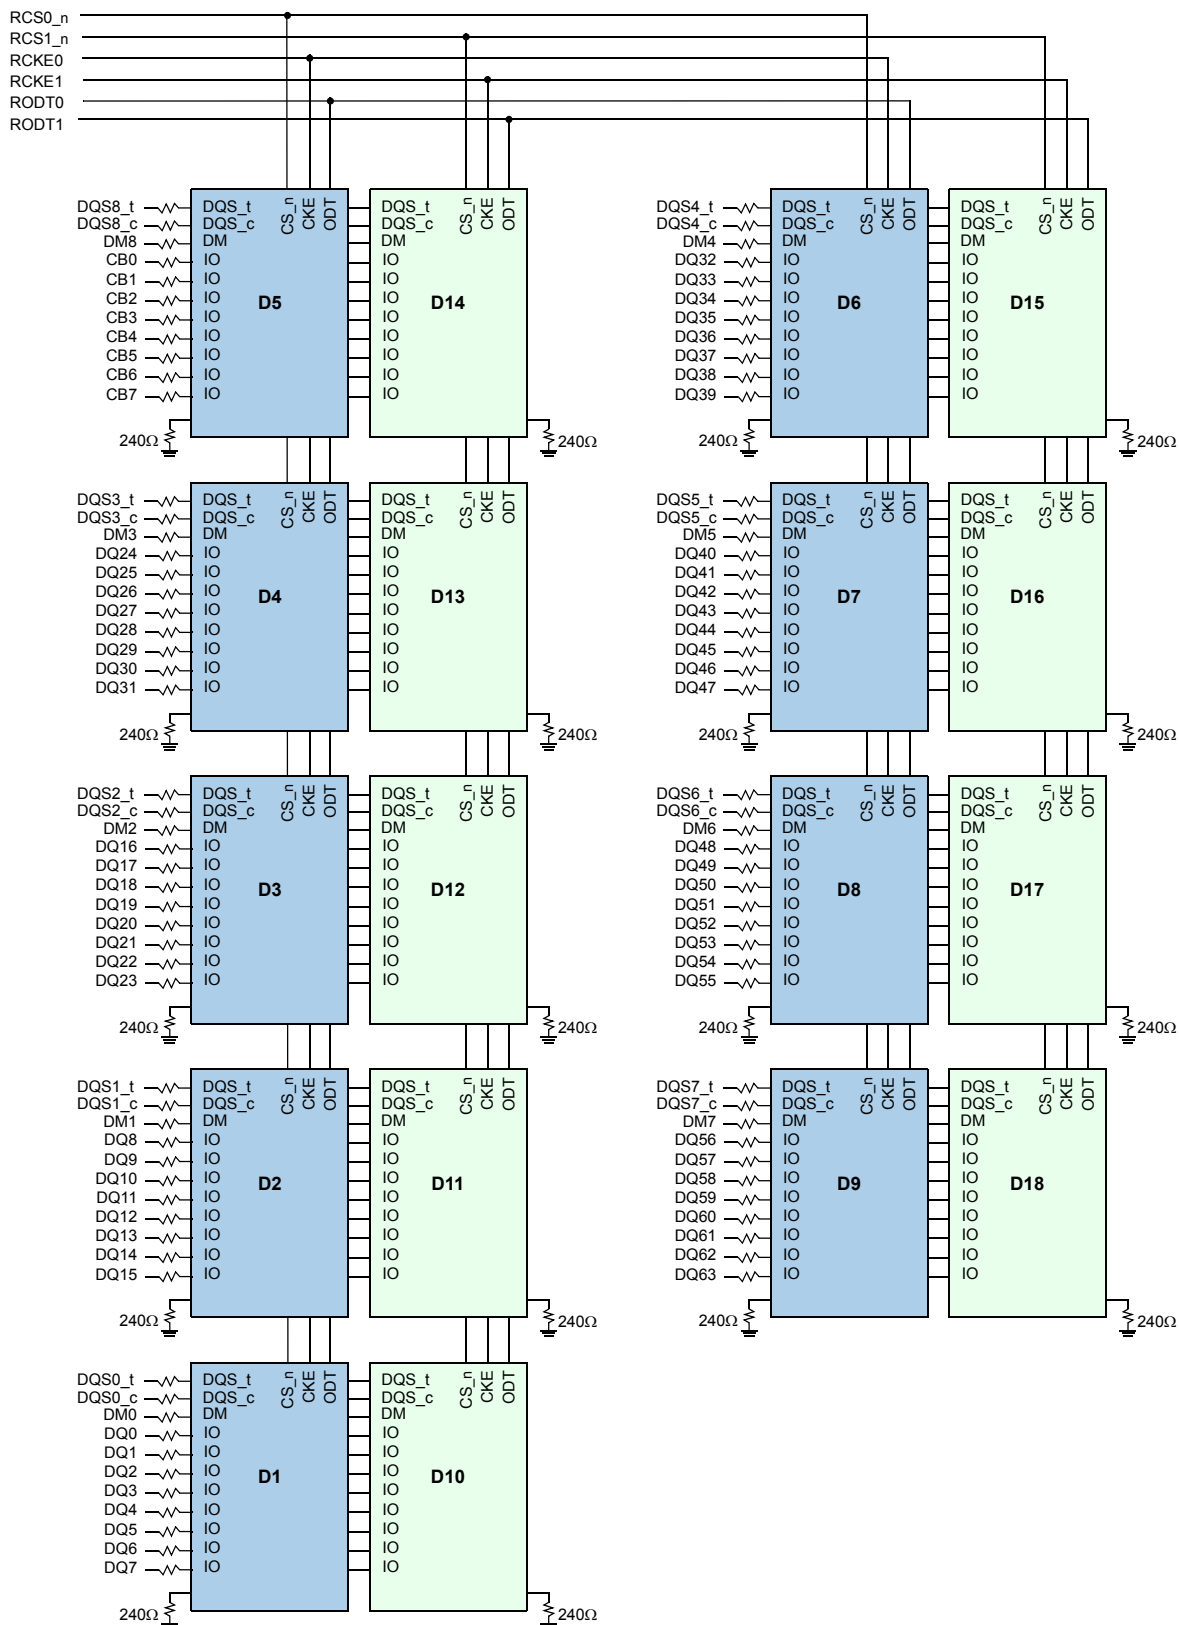 RCS0_n
RCS1_n
RCKE0
RCKE1
RODT0
RODT1
DQS8_t DQS_t CS_n CKE ODT DQS_t CS_n CKE ODT
DQS8_c DQS_c DQS_c
DM8 DM DM
CB0 IO IO
CB1 IO IO
CB2 IO IO
D5 D14
CB3 IO IO
CB4 IO IO
CB5 IO IO
CB6 IO IO
CB7 IO IO
240Ω 240Ω
DQS3_t DQS_t CS_n CKE ODT DQS_t CS_n CKE ODT
DQS3_c DQS_c DQS_c
DM3 DM DM
DQ24 IO IO
DQ25 IO IO
DQ26 IO IO
D4 D13
DQ27 IO IO
DQ28 IO IO
DQ29 IO IO
DQ30 IO IO
DQ31 IO IO
240Ω 240Ω
DQS2_t DQS_t CS_n CKE ODT DQS_t CS_n CKE ODT
DQS2_c DQS_c DQS_c
DM2 DM DM
DQ16 IO IO
DQ17 IO IO
DQ18 IO IO
D3 D12
DQ19 IO IO
DQ20 IO IO
DQ21 IO IO
DQ22 IO IO
DQ23 IO IO
240Ω 240Ω
DQS1_t DQS_t CS_n CKE ODT DQS_t CS_n CKE ODT
DQS1_c DQS_c DQS_c
DM1 DM DM
DQ8 IO IO
DQ9 IO IO
DQ10 IO IO
D2 D11
DQ11 IO IO
DQ12 IO IO
DQ13 IO IO
DQ14 IO IO
DQ15 IO IO
240Ω 240Ω
DQS0_t DQS_t CS_n CKE ODT DQS_t CS_n CKE ODT
DQS0_c DQS_c DQS_c
DM0 DM DM
DQ0 IO IO
DQ1 IO IO
DQ2 IO IO
D1 D10
DQ3 IO IO
DQ4 IO IO
DQ5 IO IO
DQ6 IO IO
DQ7 IO IO
240Ω 240Ω
DQS4_t DQS_t CS_n CKE ODT DQS_t CS_n CKE ODT
DQS4_c DQS_c DQS_c
DM4 DM DM
DQ32 IO IO
DQ33 IO IO
DQ34 IO IO
D6 D15
DQ35 IO IO
DQ36 IO IO
DQ37 IO IO
DQ38 IO IO
DQ39 IO IO
240Ω 240Ω
DQS5_t DQS_t CS_n CKE ODT DQS_t CS_n CKE ODT
DQS5_c DQS_c DQS_c
DM5 DM DM
DQ40 IO IO
DQ41 IO IO
DQ42 IO IO
D7 D16
DQ43 IO IO
DQ44 IO IO
DQ45 IO IO
DQ46 IO IO
DQ47 IO IO
240Ω 240Ω
DQS6_t DQS_t CS_n CKE ODT DQS_t CS_n CKE ODT
DQS6_c DQS_c DQS_c
DM6 DM DM
DQ48 IO IO
DQ49 IO IO
DQ50 IO IO
D8 D17
DQ51 IO IO
DQ52 IO IO
DQ53 IO IO
DQ54 IO IO
DQ55 IO IO
240Ω 240Ω
DQS7_t DQS_t CS_n CKE ODT DQS_t CS_n CKE ODT
DQS7_c DQS_c DQS_c
DM7 DM DM
DQ56 IO IO
DQ57 IO IO
DQ58 IO IO
D9 D18
DQ59 IO IO
DQ60 IO IO
DQ61 IO IO
DQ62 IO IO
DQ63 IO IO
240Ω 240Ω